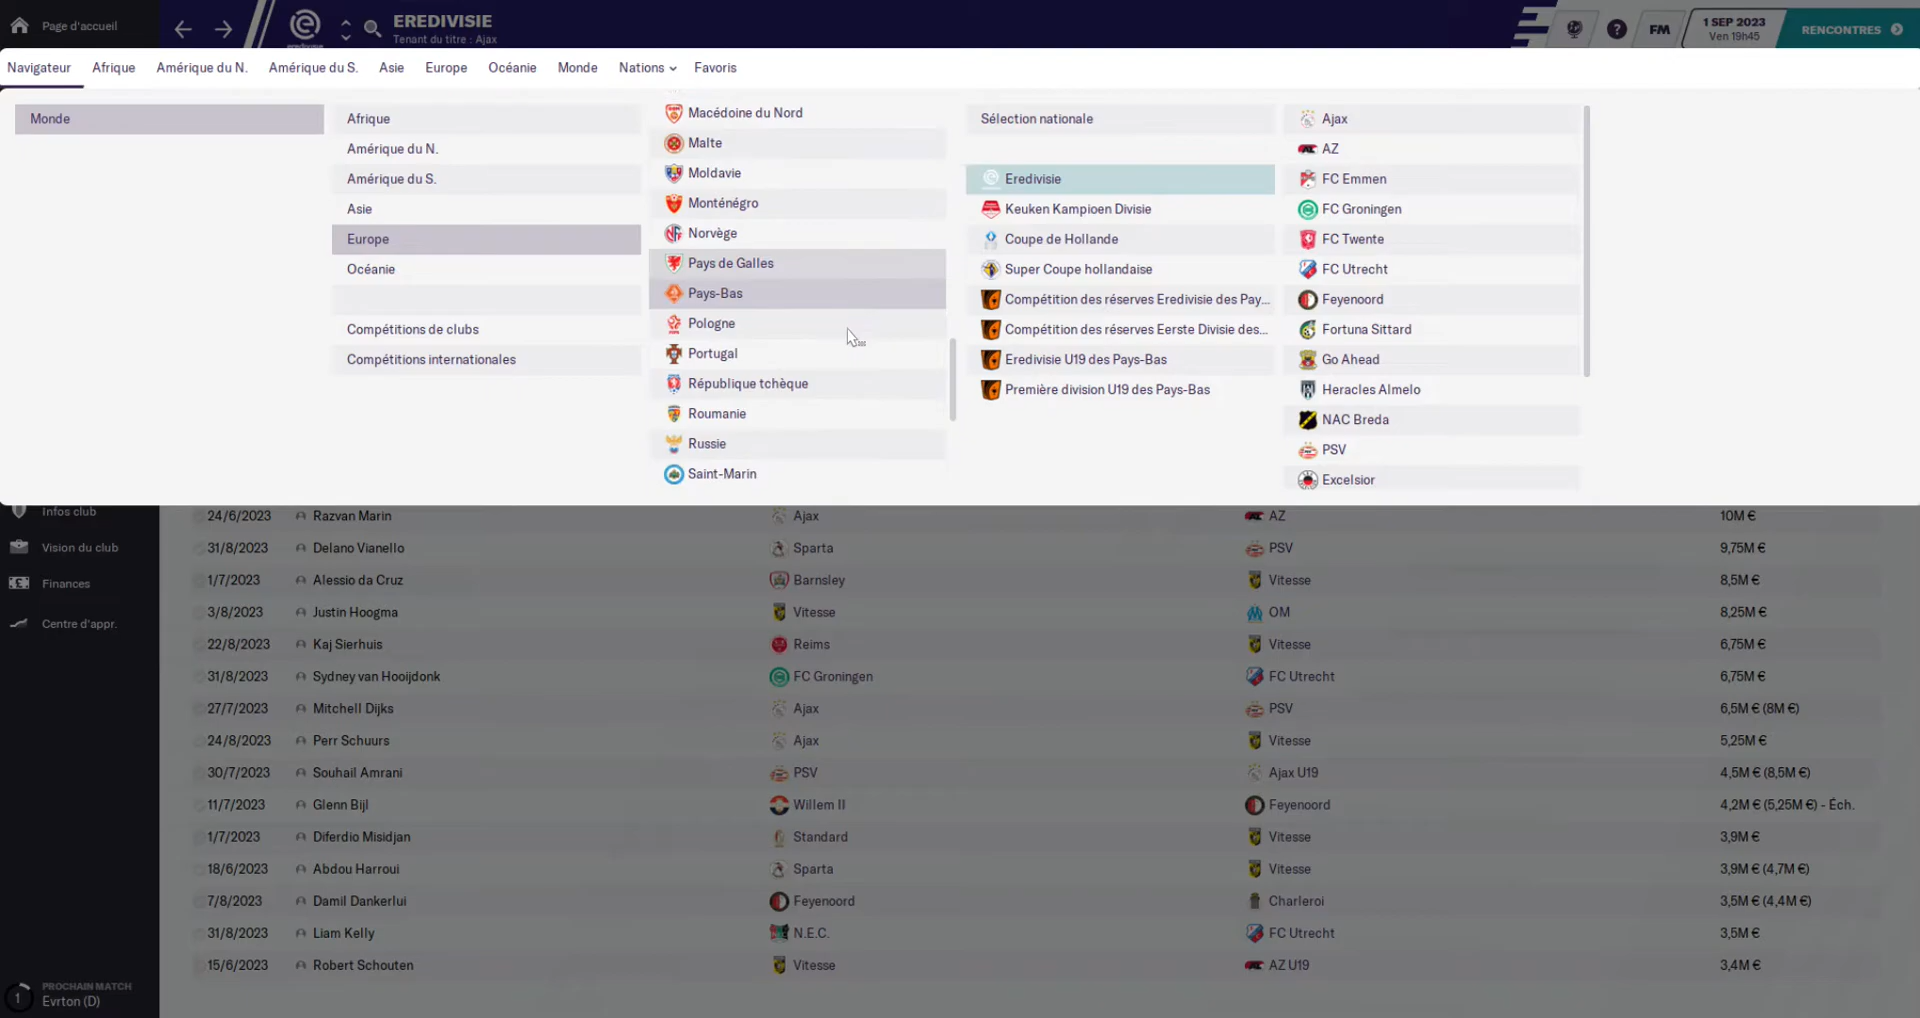 Page d'accueil
EREDIVISIE
Tenant du titre : Ajax
FM
1 SEP 2023
Ven 19h45
RENCONTRES
Navigateur Afrique Amérique du N. Amérique du S. Asie Europe Océanie Monde Nations Favoris
Monde
Afrique
Amérique du N.
Amérique du S.
Asie
Europe
Océanie
Compétitions de clubs
Compétitions internationales
Macédoine du Nord
Malte
Moldavie
Monténégro
Norvège
Pays de Galles
Pays-Bas
Pologne
Portugal
République tchèque
Roumanie
Russie
Saint-Marin
Sélection nationale
Eredivisie
Keuken Kampioen Divisie
Coupe de Hollande
Super Coupe hollandaise
Compétition des réserves Eredivisie des Pay...
Compétition des réserves Eerste Divisie des...
Eredivisie U19 des Pays-Bas
Première division U19 des Pays-Bas
Ajax
AZ
FC Emmen
FC Groningen
FC Twente
FC Utrecht
Feyenoord
Fortuna Sittard
Go Ahead
Heracles Almelo
NAC Breda
PSV
Excelsior
Infos club
Vision du club
Finances
Centre d'appr.
24/6/2023 Razvan Marin Ajax AZ 10M €
31/8/2023 Delano Vianello Sparta PSV 9,75M €
1/7/2023 Alessio da Cruz Barnsley Vitesse 8,5M €
3/8/2023 Justin Hoogma Vitesse OM 8,25M €
22/8/2023 Kaj Sierhuis Reims Vitesse 6,75M €
31/8/2023 Sydney van Hooijdonk FC Groningen FC Utrecht 6,75M €
27/7/2023 Mitchell Dijks Ajax PSV 6,5M € (8M €)
24/8/2023 Perr Schuurs Ajax Vitesse 5,25M €
30/7/2023 Souhail Amrani PSV Ajax U19 4,5M € (8,5M €)
11/7/2023 Glenn Bijl Willem II Feyenoord 4,2M € (5,25M €) - Éch.
1/7/2023 Diferdio Misidjan Standard Vitesse 3,9M €
18/6/2023 Abdou Harroui Sparta Vitesse 3,9M € (4,7M €)
7/8/2023 Damil Dankerlui Feyenoord Charleroi 3,5M € (4,4M €)
31/8/2023 Liam Kelly N.E.C. FC Utrecht 3,5M €
15/6/2023 Robert Schouten Vitesse AZ U19 3,4M €
1
PROCHAIN MATCH
Evrton (D)